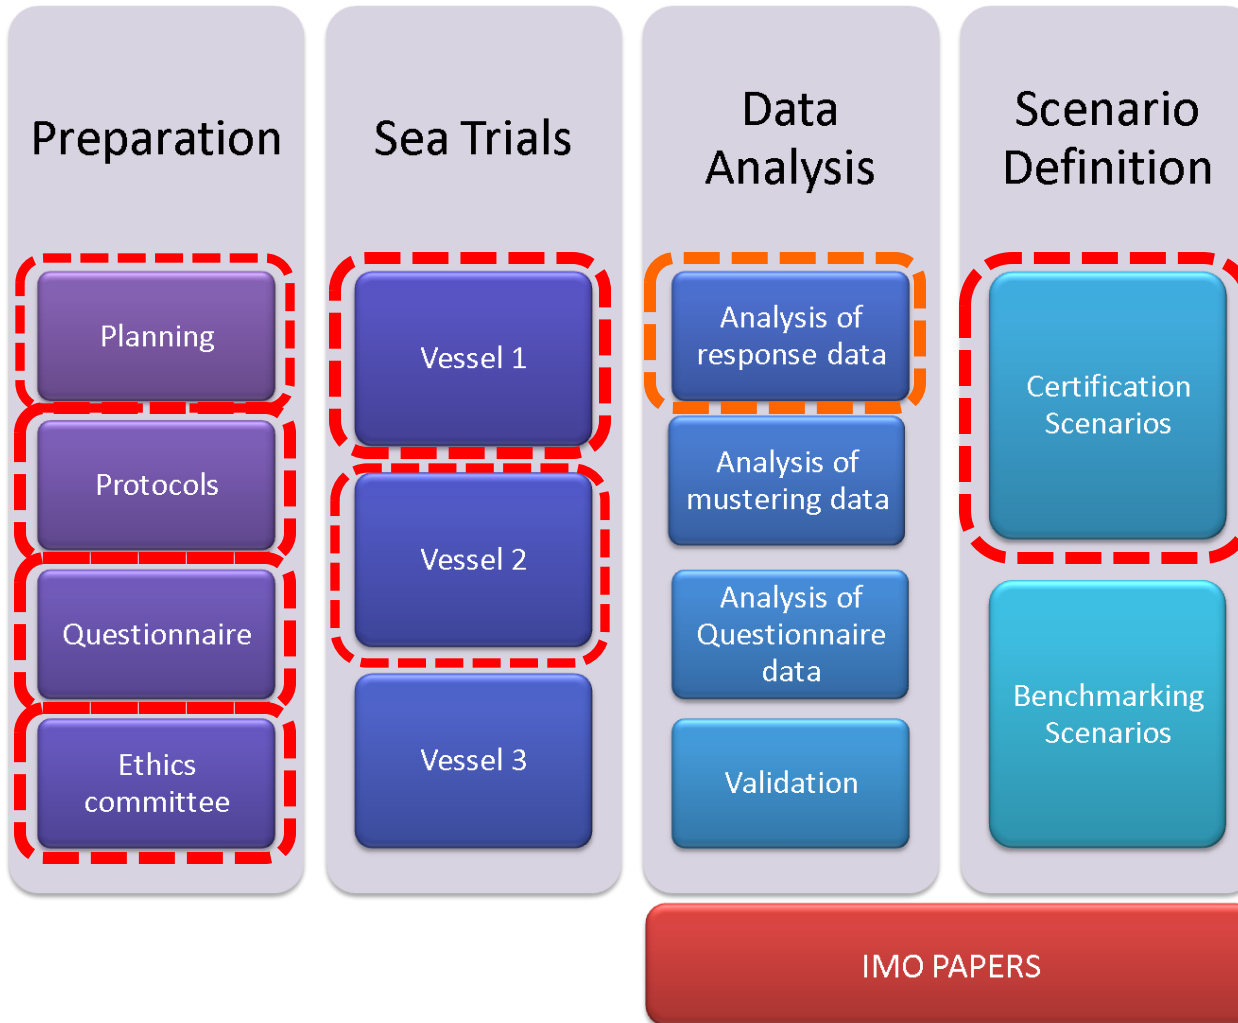 Preparation
Planning
Protocols
Questionnaire
Ethics
committee
Sea Trials
Vessel 1
Vessel 2
Vessel 3
Data
Analysis
Analysis of
response data
Analysis of
mustering data
Analysis of
Questionnaire
data
Validation
Scenario
Definition
Certification
Scenarios
Benchmarking
Scenarios
IMO PAPERS